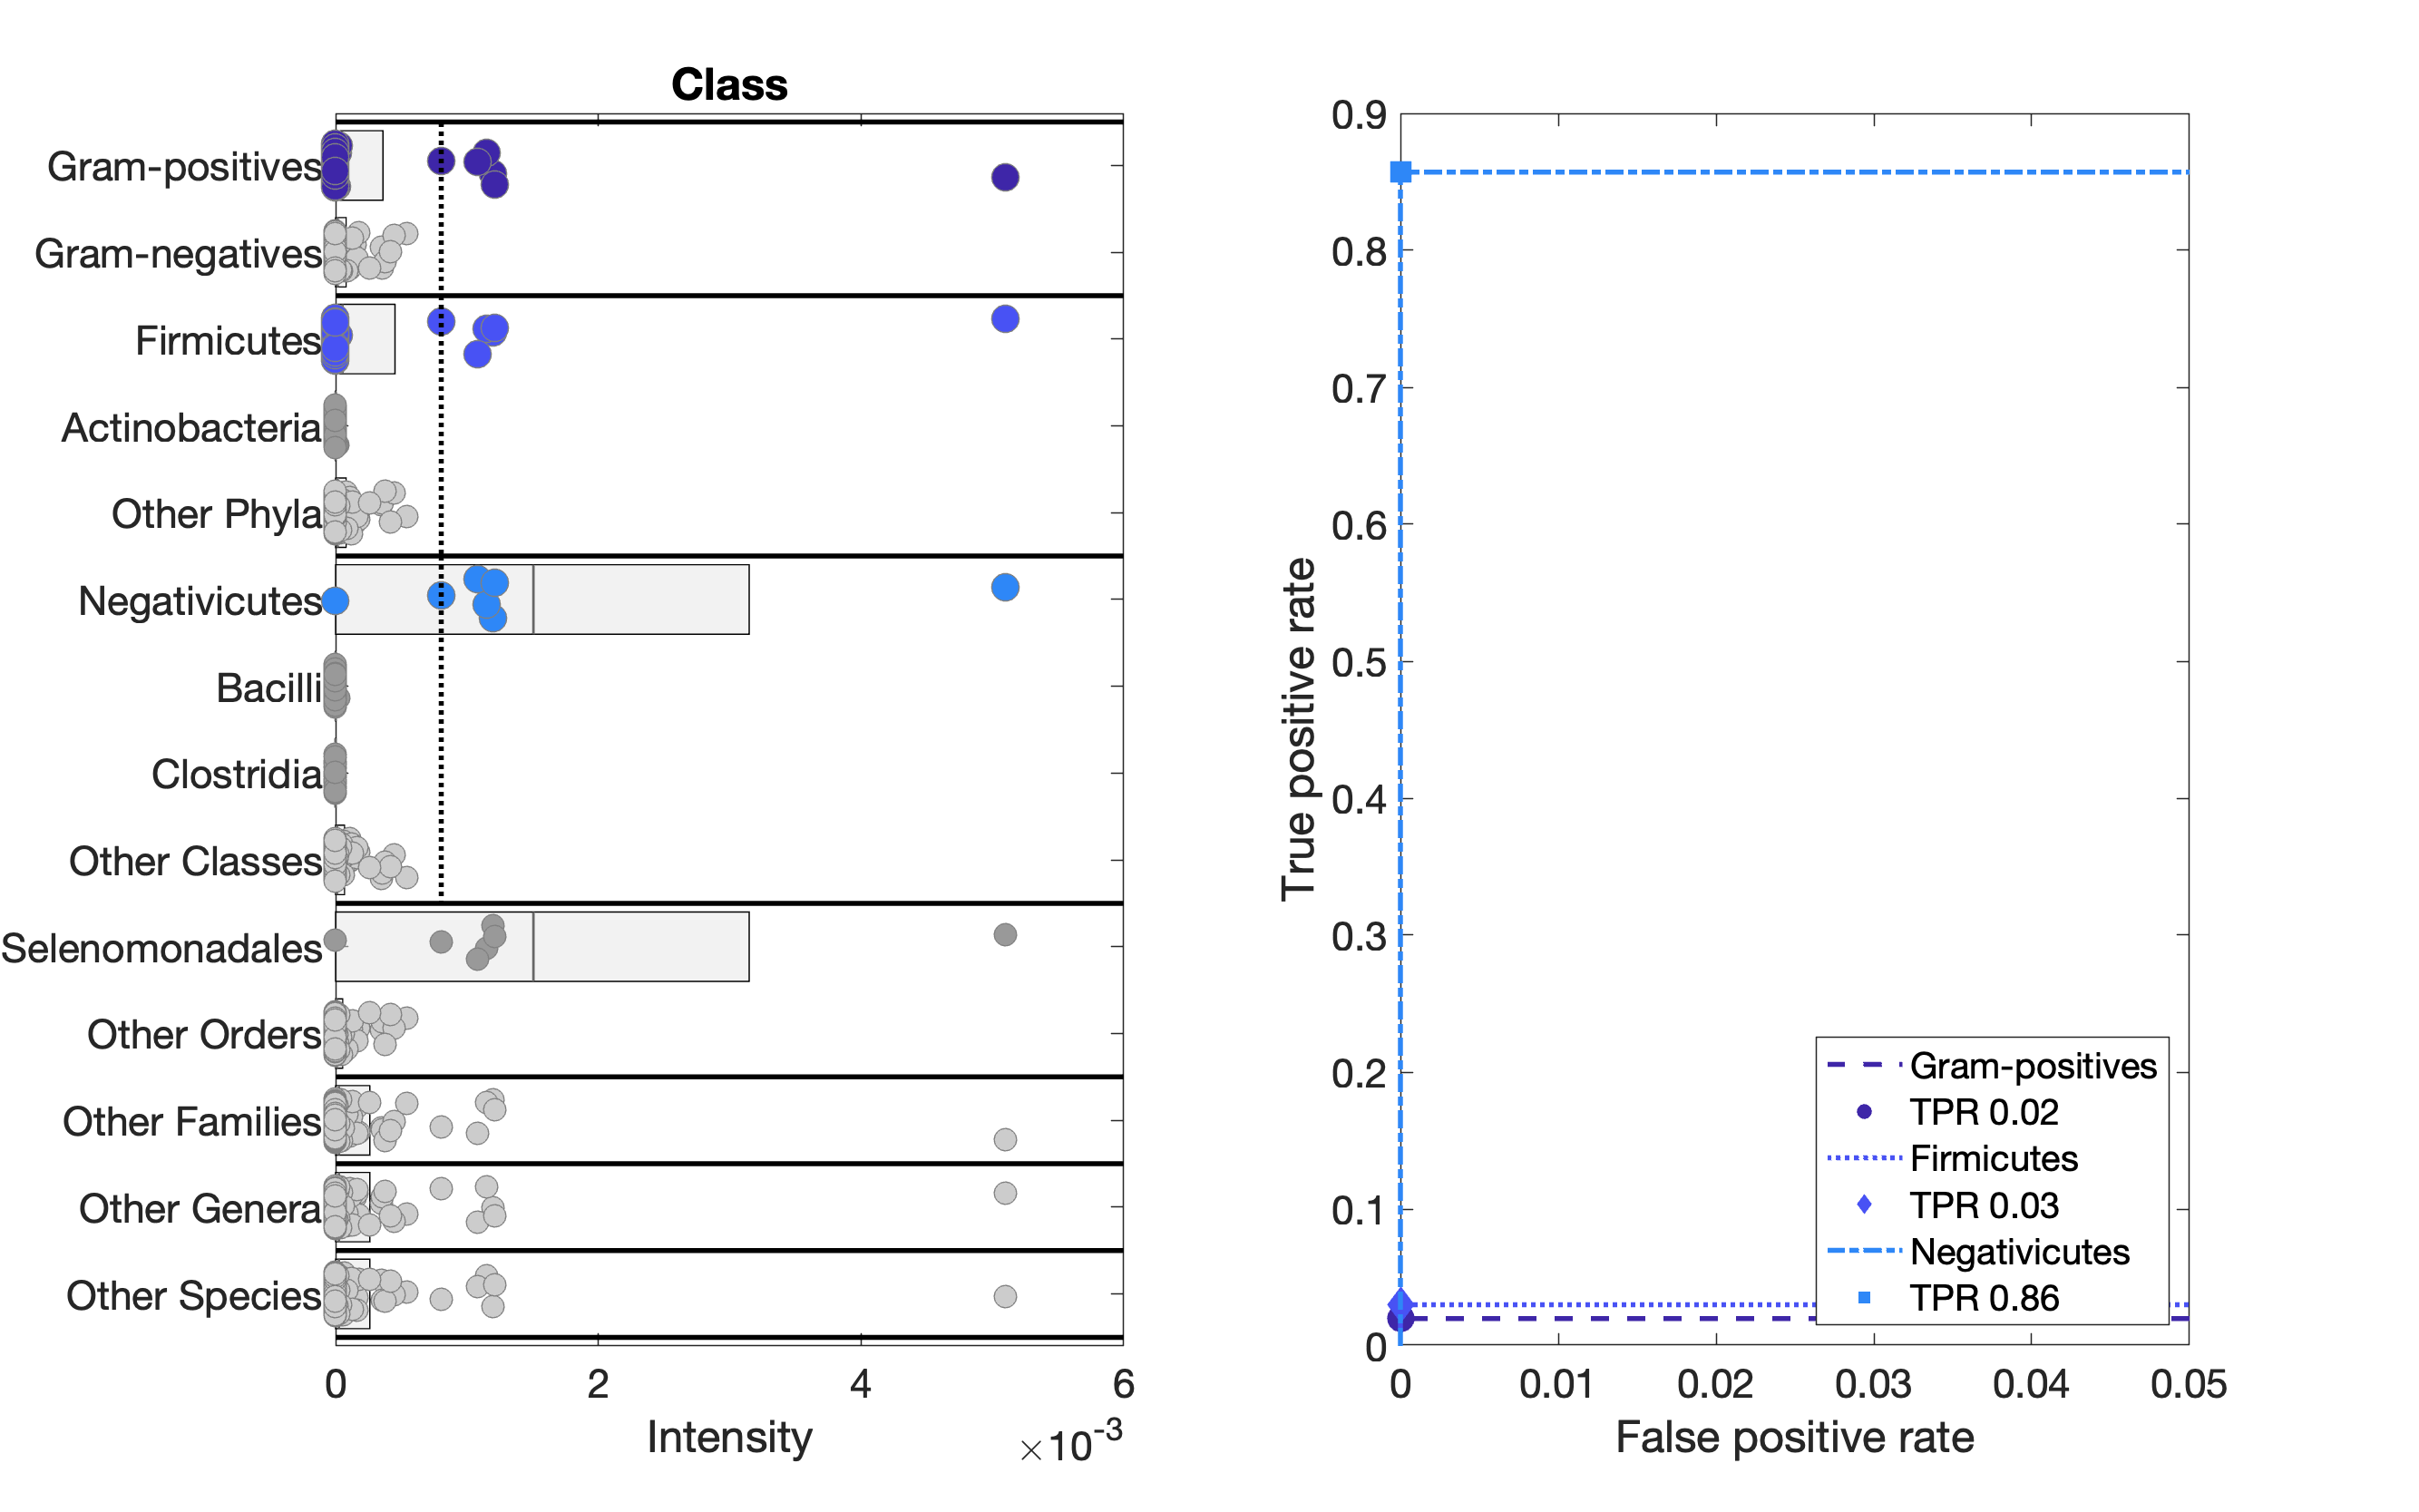 Class
Gram-positives
Gram-negatives
Firmicutes
Actinobacteria
Other Phyla
Negativicutes
Bacilli
Clostridia
Other Classes
Selenomonadales
Other Orders
Other Families
Other Genera
Other Species
0 2 4 6
Intensity
×10⁻³
True positive rate
0.9
0.8
0.7
0.6
0.5
0.4
0.3
0.2
0.1
0
0 0.01 0.02 0.03 0.04 0.05
False positive rate
Gram-positives
TPR 0.02
Firmicutes
TPR 0.03
Negativicutes
TPR 0.86